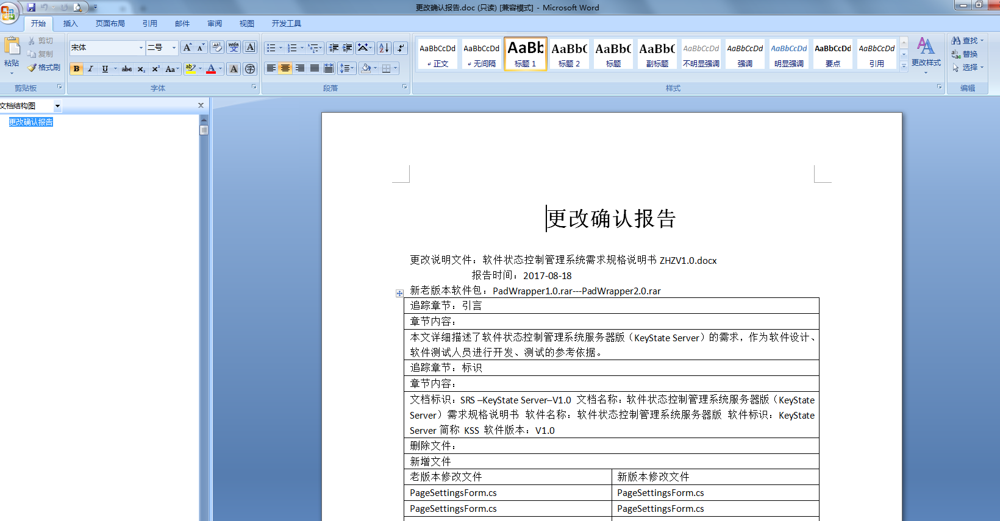 更改确认报告.doc (只读) [兼容模式] - Microsoft Word
开始 插入 页面布局 引用 邮件 审阅 视图 开发工具
粘贴 剪切 复制 格式刷
宋体 二号
AaBbCcDd AaBbCcDd AaBb AaBbC AaBbC AaBbC AaBbCcDd AaBbCcDd AaBbCcDd AaBbCcDd AaBbCcDd
正文 无间隔 标题 1 标题 2 标题 副标题 不明显强调 强调 明显强调 要点 引用
更改样式
查找
替换
选择
剪贴板 字体 段落 样式 编辑
文档结构图
更改确认报告
更改确认报告
更改说明文件：软件状态控制管理系统需求规格说明书 ZHZV1.0.docx
报告时间：2017-08-18
新老版本软件包：PadWrapper1.0.rar---PadWrapper2.0.rar
追踪章节：引言
章节内容：
本文详细描述了软件状态控制管理系统服务器版（KeyState Server）的需求，作为软件设计、
软件测试人员进行开发、测试的参考依据。
追踪章节：标识
章节内容：
文档标识：SRS –KeyState Server–V1.0 文档名称：软件状态控制管理系统服务器版（KeyState
Server）需求规格说明书 软件名称：软件状态控制管理系统服务器版 软件标识：KeyState
Server 简称 KSS 软件版本：V1.0
删除文件：
新增文件
老版本修改文件 新版本修改文件
PageSettingsForm.cs PageSettingsForm.cs
PageSettingsForm.cs PageSettingsForm.cs